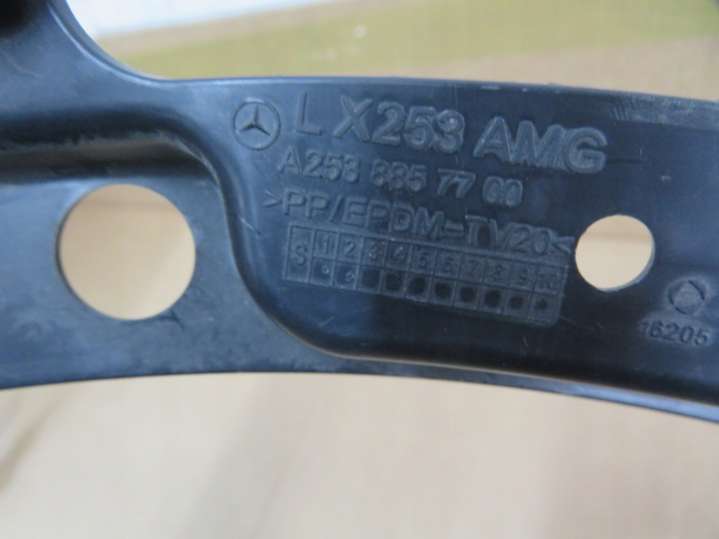 L X253 AMG
A253 885 77 00
>PP/EPDM-TV20<
S 1 2 3 4 5 6 7 8 9 10
16205